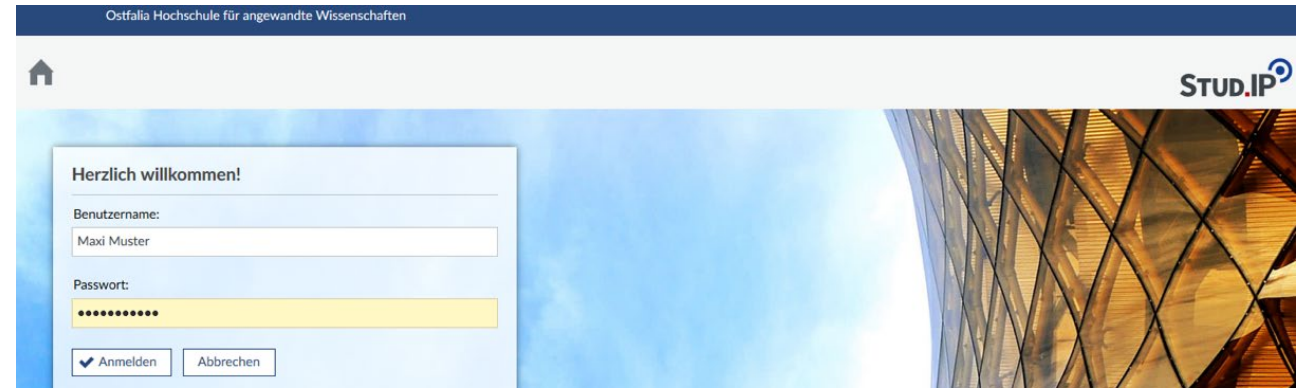 Ostfalia Hochschule für angewandte Wissenschaften
STUD.IP
Herzlich willkommen!
Benutzername:
Maxi Muster
Passwort:
•••••••••••
Anmelden Abbrechen